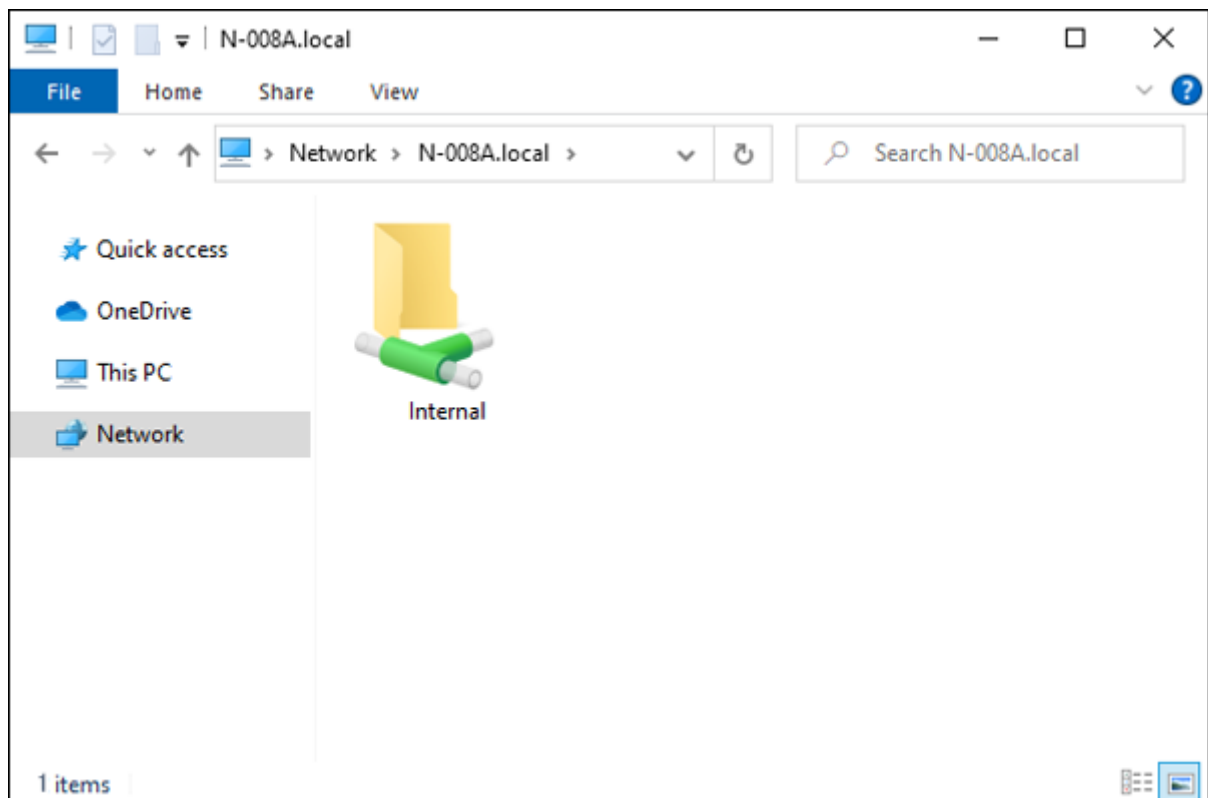 N-008A.local
File Home Share View ?
Network > N-008A.local >
Search N-008A.local
Quick access
OneDrive
This PC
Network
Internal
1 items